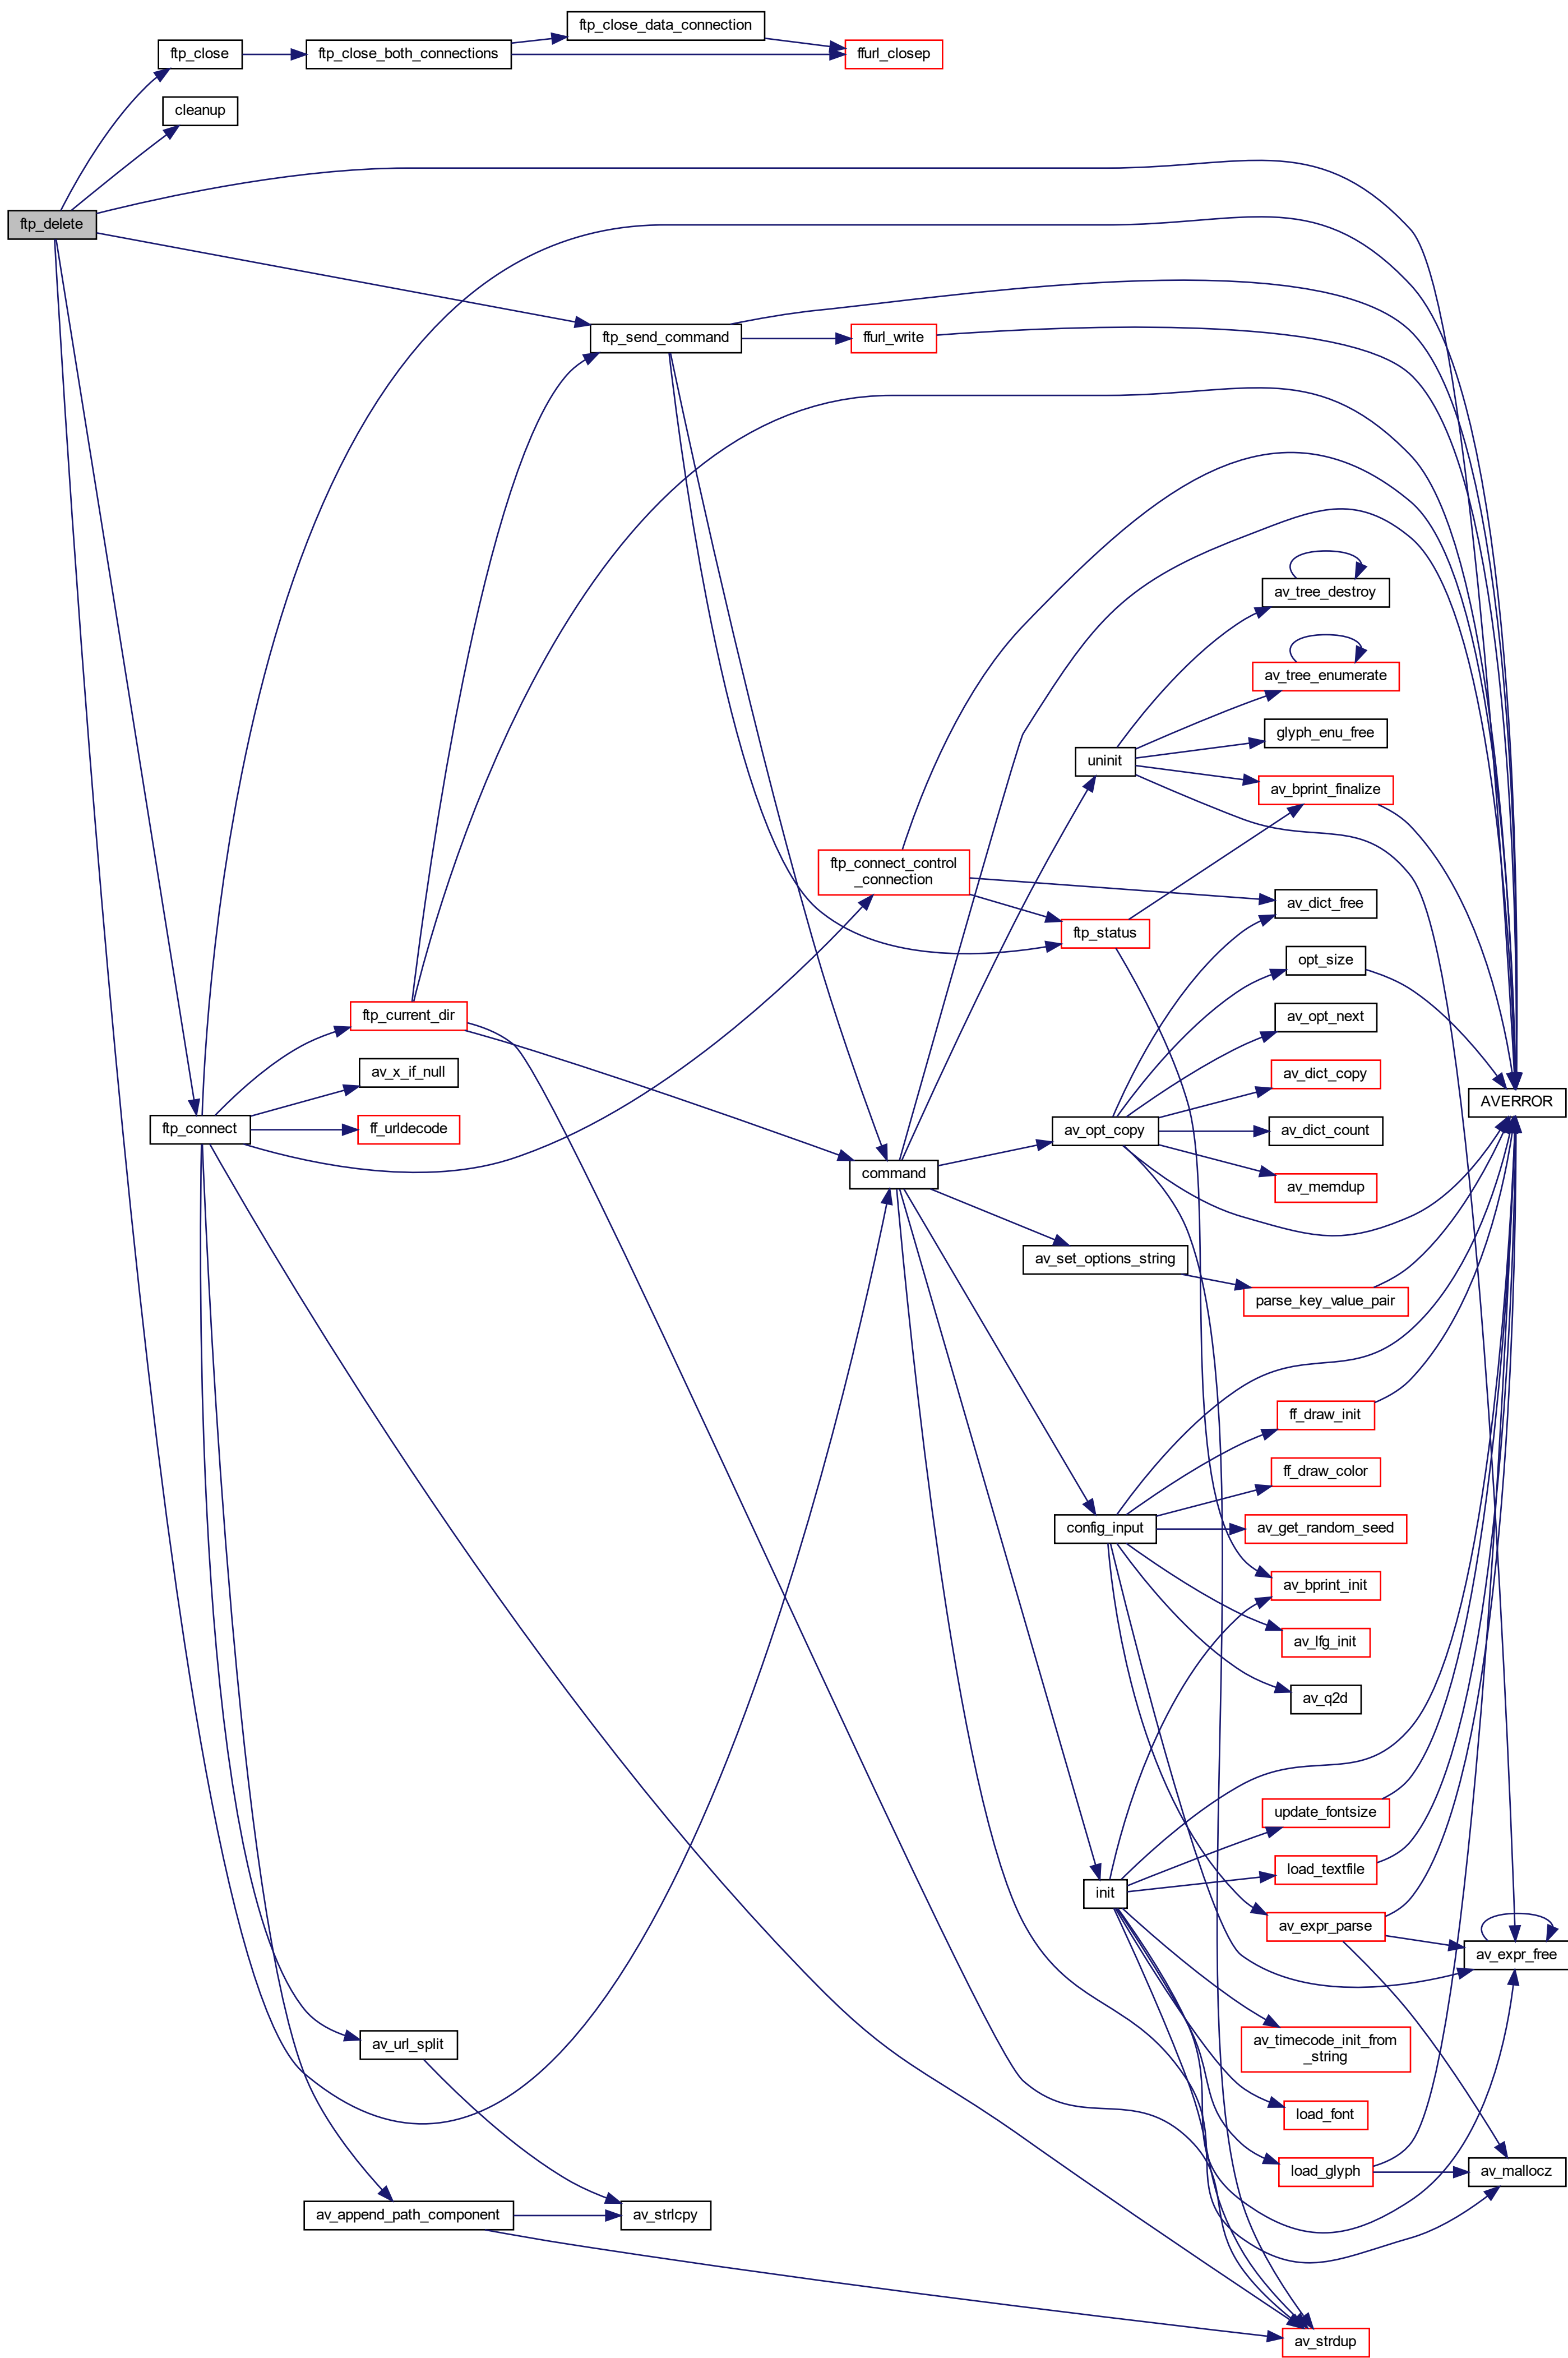 ftp_close_data_connection
ftp_close
ftp_close_both_connections
ffurl_closep
cleanup
ftp_delete
ftp_send_command
ffurl_write
av_tree_destroy
av_tree_enumerate
glyph_enu_free
uninit
av_bprint_finalize
ftp_connect_control
_connection
av_dict_free
ftp_status
opt_size
ftp_current_dir
av_opt_next
av_x_if_null
av_dict_copy
AVERROR
ftp_connect
ff_urldecode
av_opt_copy
av_dict_count
command
av_memdup
av_set_options_string
parse_key_value_pair
ff_draw_init
ff_draw_color
config_input
av_get_random_seed
av_bprint_init
av_lfg_init
av_q2d
update_fontsize
load_textfile
init
av_expr_parse
av_expr_free
av_url_split
av_timecode_init_from
_string
load_font
load_glyph
av_mallocz
av_append_path_component
av_strlcpy
av_strdup